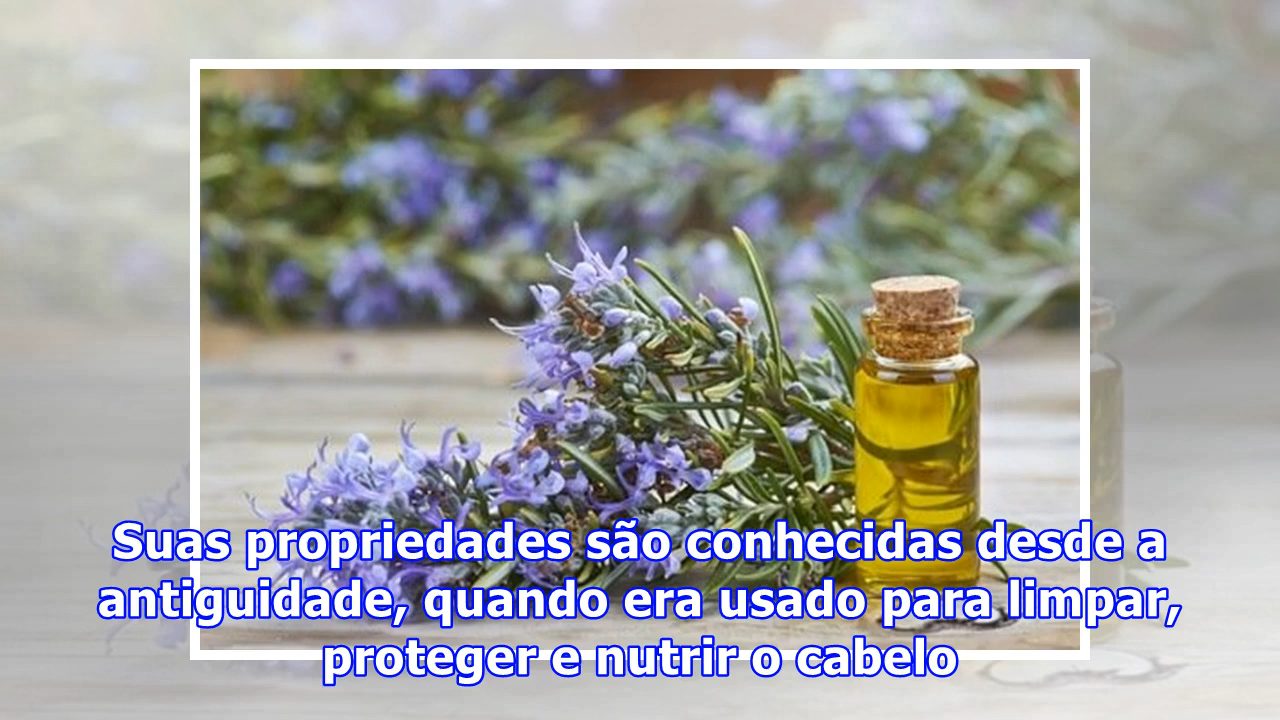 Suas propriedades são conhecidas desde a
antiguidade, quando era usado para limpar,
proteger e nutrir o cabelo